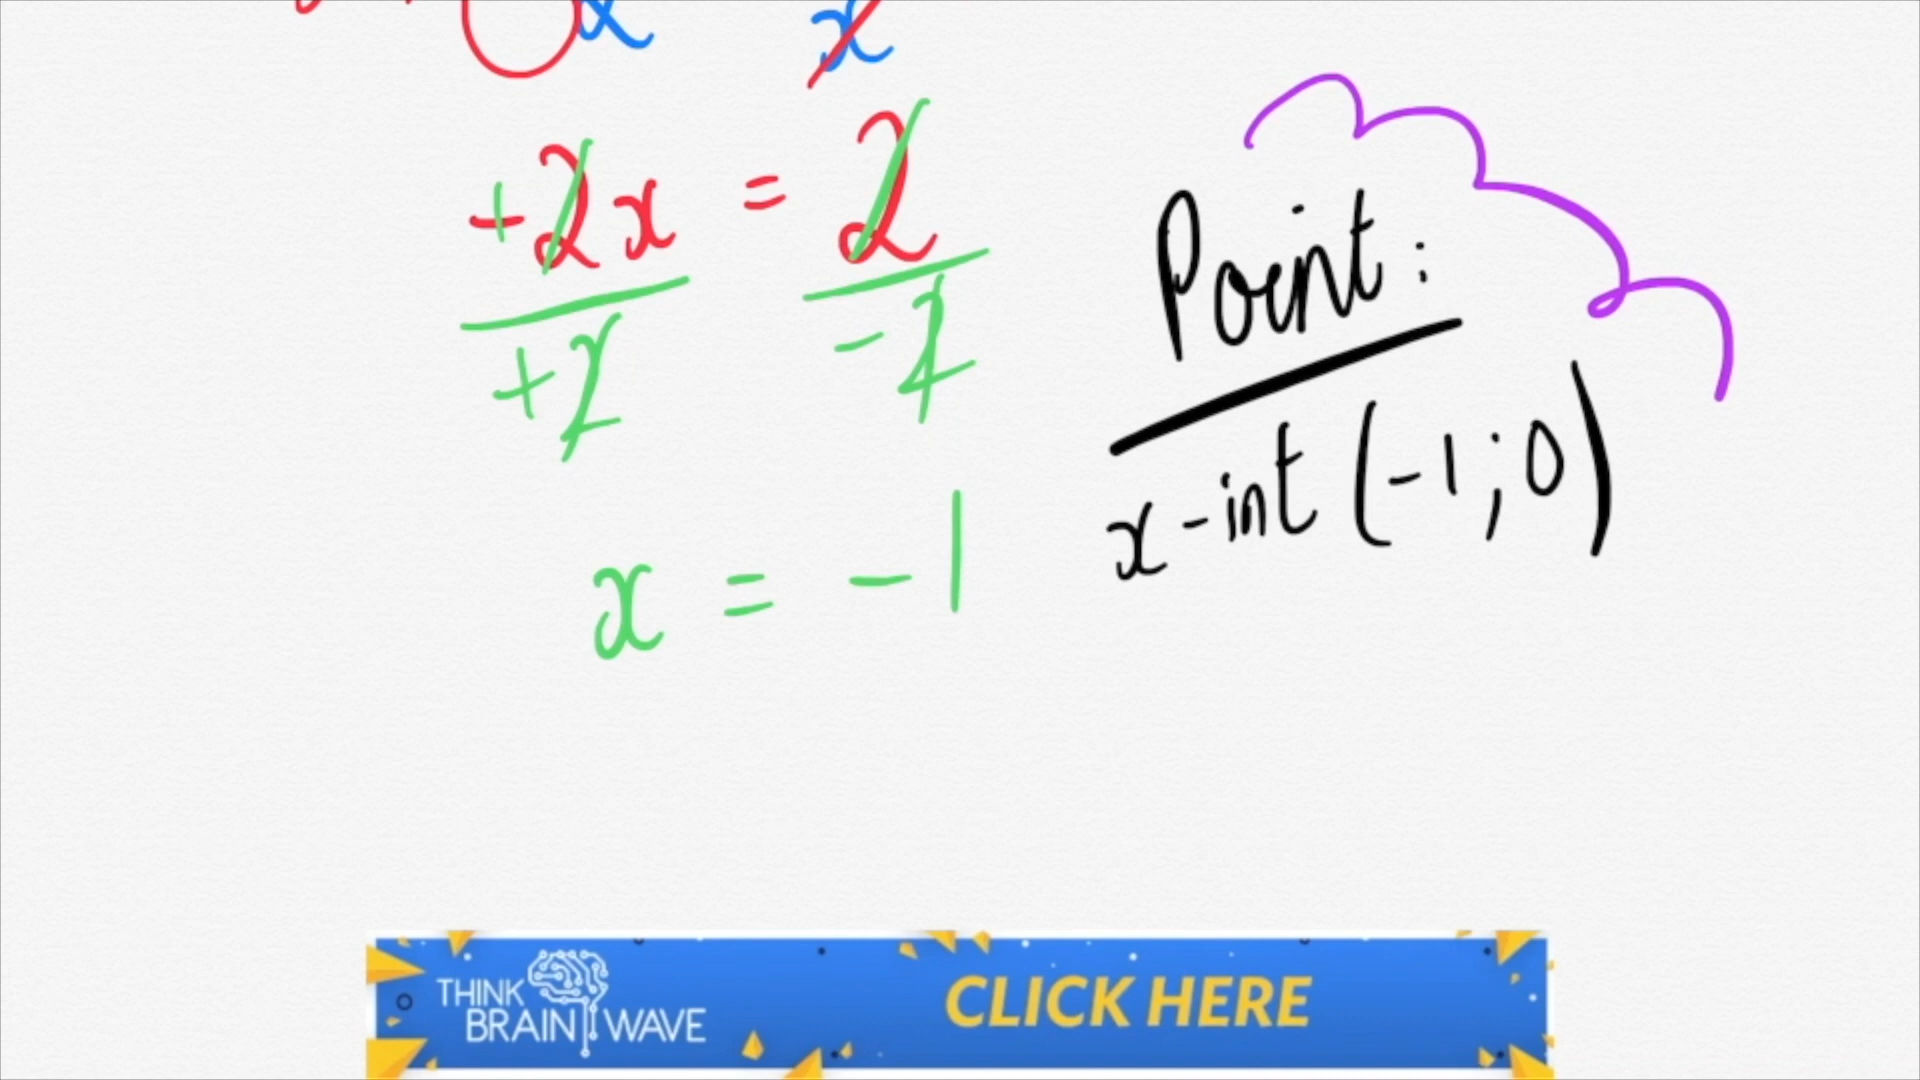 x x
+2x = 2
+2 -2
x = -1
Point:
x-int (-1;0)
THINK
BRAIN WAVE
CLICK HERE